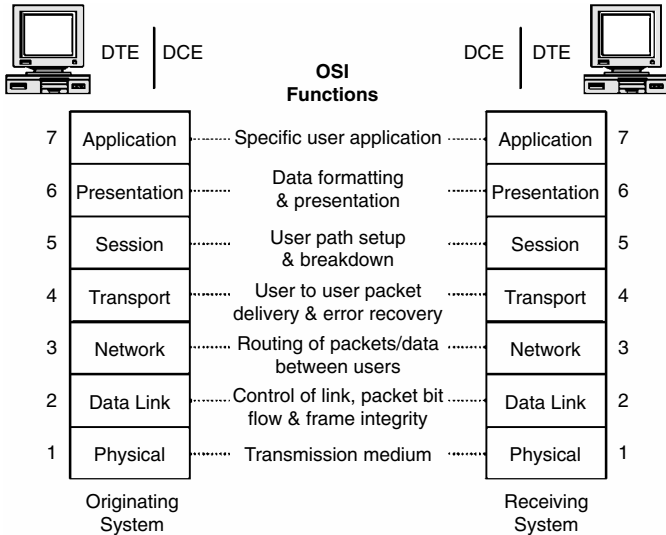 DTE DCE
DCE DTE
OSI
Functions
7 Application Specific user application Application 7
6 Presentation Data formatting
& presentation Presentation 6
5 Session User path setup
& breakdown Session 5
4 Transport User to user packet
delivery & error recovery Transport 4
3 Network Routing of packets/data
between users Network 3
2 Data Link Control of link, packet bit
flow & frame integrity Data Link 2
1 Physical Transmission medium Physical 1
Originating
System
Receiving
System